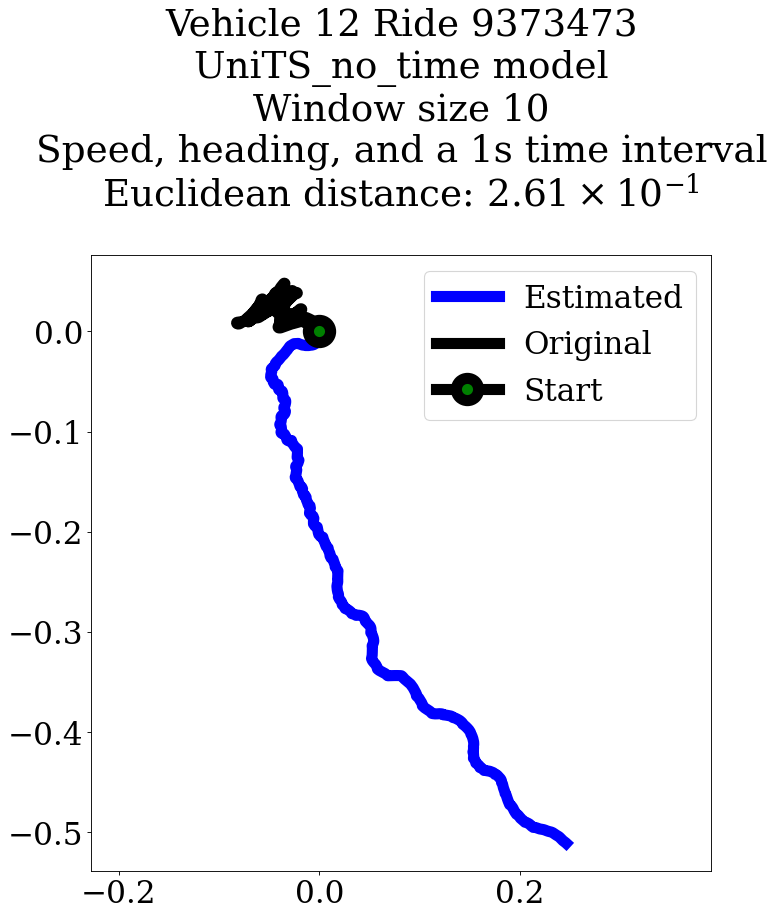 Vehicle 12 Ride 9373473
UniTS_no_time model
Window size 10
Speed, heading, and a 1s time interval
Euclidean distance: 2.61 × 10⁻¹
Estimated
Original
Start
0.0
−0.1
−0.2
−0.3
−0.4
−0.5
−0.2 0.0 0.2